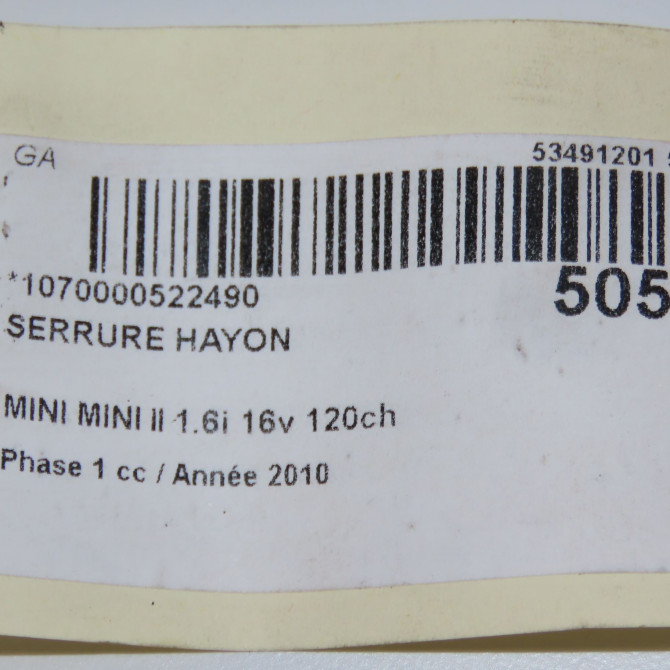 GA
53491201
*1070000522490
505
SERRURE HAYON
MINI MINI II 1.6i 16v 120ch
Phase 1 cc / Année 2010